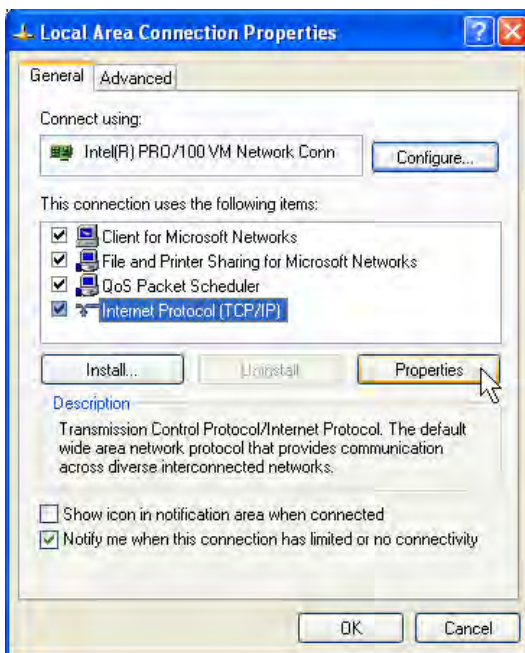 Local Area Connection Properties
General Advanced
Connect using:
Intel(R) PRO/100 VM Network Conn
Configure...
This connection uses the following items:
Client for Microsoft Networks
File and Printer Sharing for Microsoft Networks
QoS Packet Scheduler
Internet Protocol (TCP/IP)
Install... Uninstall Properties
Description
Transmission Control Protocol/Internet Protocol. The default
wide area network protocol that provides communication
across diverse interconnected networks.
Show icon in notification area when connected
Notify me when this connection has limited or no connectivity
OK Cancel